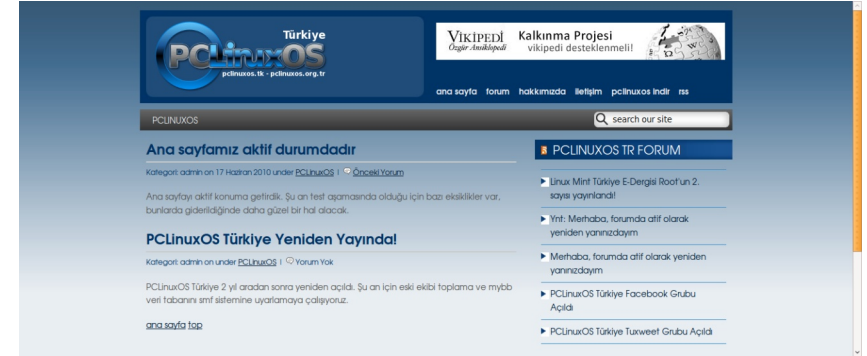 Türkiye
PCLinuxOS
pclinuxos.tk - pclinuxos.org.tr
VİKİPEDİ
Özgür Ansiklopedi
Kalkınma Projesi
vikipedi desteklenmeli!
ana sayfa forum hakkımızda iletişim pclinuxos indir rss
PCLINUXOS
search our site
Ana sayfamız aktif durumdadır
Kategori: admin on 17 Haziran 2010 under PCLinuxOS | Önceki Yorum
Ana sayfayı aktif konuma getirdik. Şu an test aşamasında olduğu için bazı eksiklikler var,
bunlarda giderildiğinde daha güzel bir hal alacak.
PCLinuxOS Türkiye Yeniden Yayında!
Kategori: admin on under PCLinuxOS | Yorum Yok
PCLinuxOS Türkiye 2 yıl aradan sonra yeniden açıldı. Şu an için eski ekibi toplama ve mybb
veri tabanını smf sistemine uyarlamaya çalışıyoruz.
ana sayfa top
PCLINUXOS TR FORUM
Linux Mint Türkiye E-Dergisi Root'un 2.
sayısı yayınlandı!
Ynt: Merhaba, forumda atif olarak
yeniden yanınızdayım
Merhaba, forumda atif olarak yeniden
yanınızdayım
PCLinuxOS Türkiye Facebook Grubu
Açıldı
PCLinuxOS Türkiye Tuxweet Grubu Açıldı